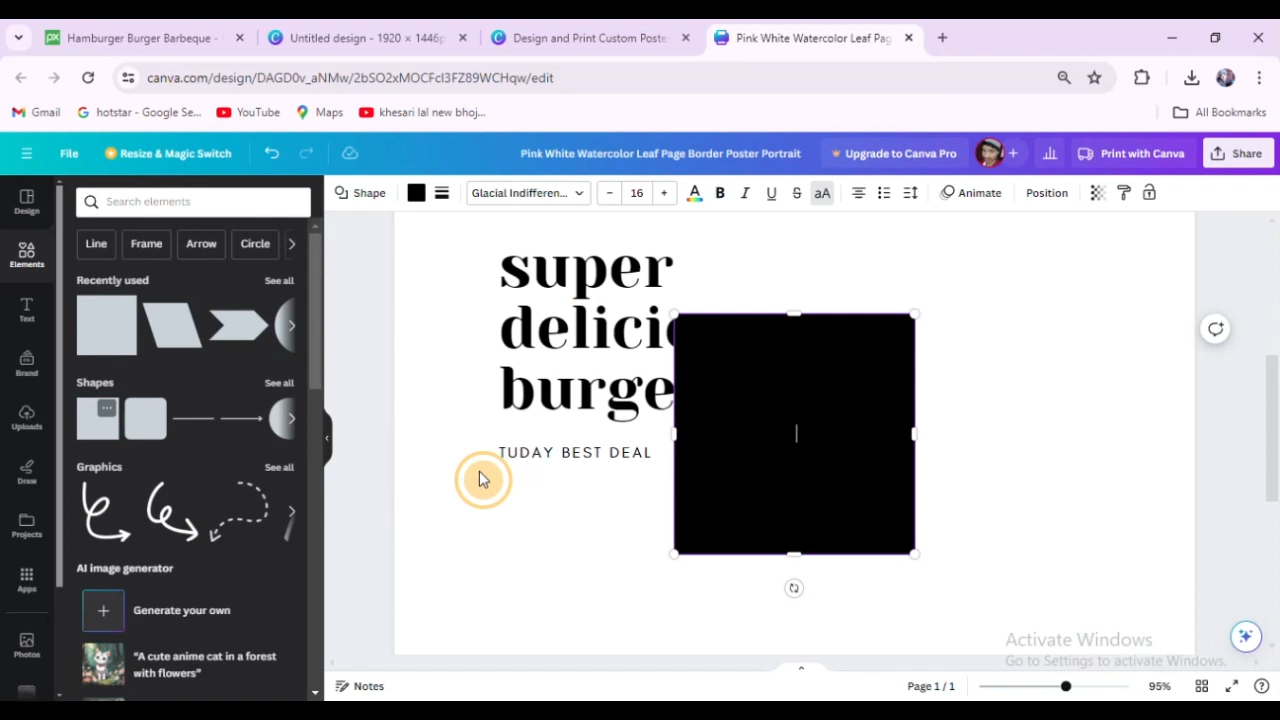 Hamburger Burger Barbeque -
Untitled design - 1920 × 1446p
Design and Print Custom Poste
Pink White Watercolor Leaf Pag
canva.com/design/DAGD0v_aNMw/2bSO2xMOCFcI3FZ89WCHqw/edit
Gmail
hotstar - Google Se...
YouTube
Maps
khesari lal new bhoj...
All Bookmarks
File
Resize & Magic Switch
Pink White Watercolor Leaf Page Border Poster Portrait
Upgrade to Canva Pro
Print with Canva
Share
Design
Elements
Text
Brand
Uploads
Draw
Projects
Apps
Photos
Search elements
Line
Frame
Arrow
Circle
Recently used
See all
Shapes
See all
Graphics
See all
AI image generator
Generate your own
"A cute anime cat in a forest
with flowers"
Shape
Glacial Indifferen...
– 16 +
A
B
I
U
S
aA
Animate
Position
super
delici
burge
TUDAY BEST DEAL
Activate Windows
Go to Settings to activate Windows.
Notes
Page 1 / 1
95%